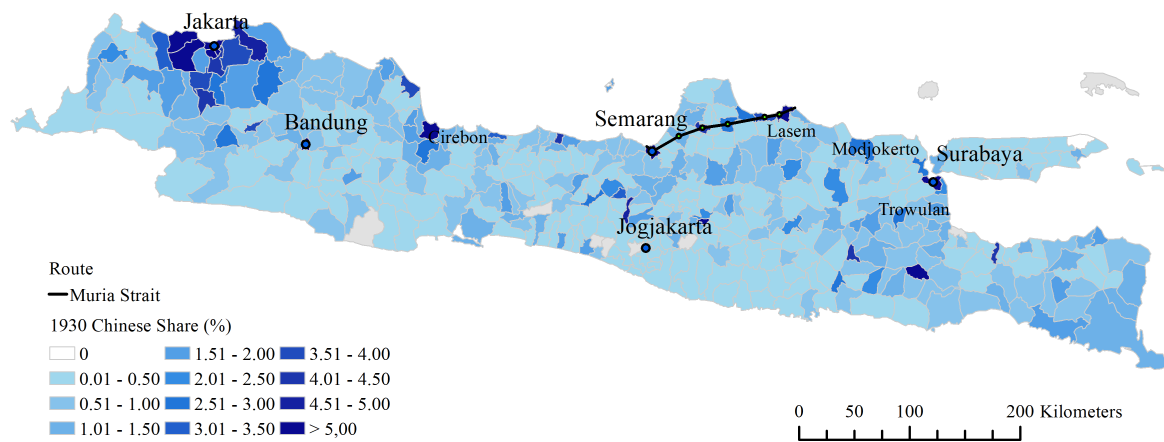 Jakarta
Bandung
Cirebon
Semarang
Lasem
Modjokerto
Surabaya
Trowulan
Jogjakarta
Route
Muria Strait
1930 Chinese Share (%)
0
0.01 - 0.50
0.51 - 1.00
1.01 - 1.50
1.51 - 2.00
2.01 - 2.50
2.51 - 3.00
3.01 - 3.50
3.51 - 4.00
4.01 - 4.50
4.51 - 5.00
> 5,00
0 50 100 200 Kilometers